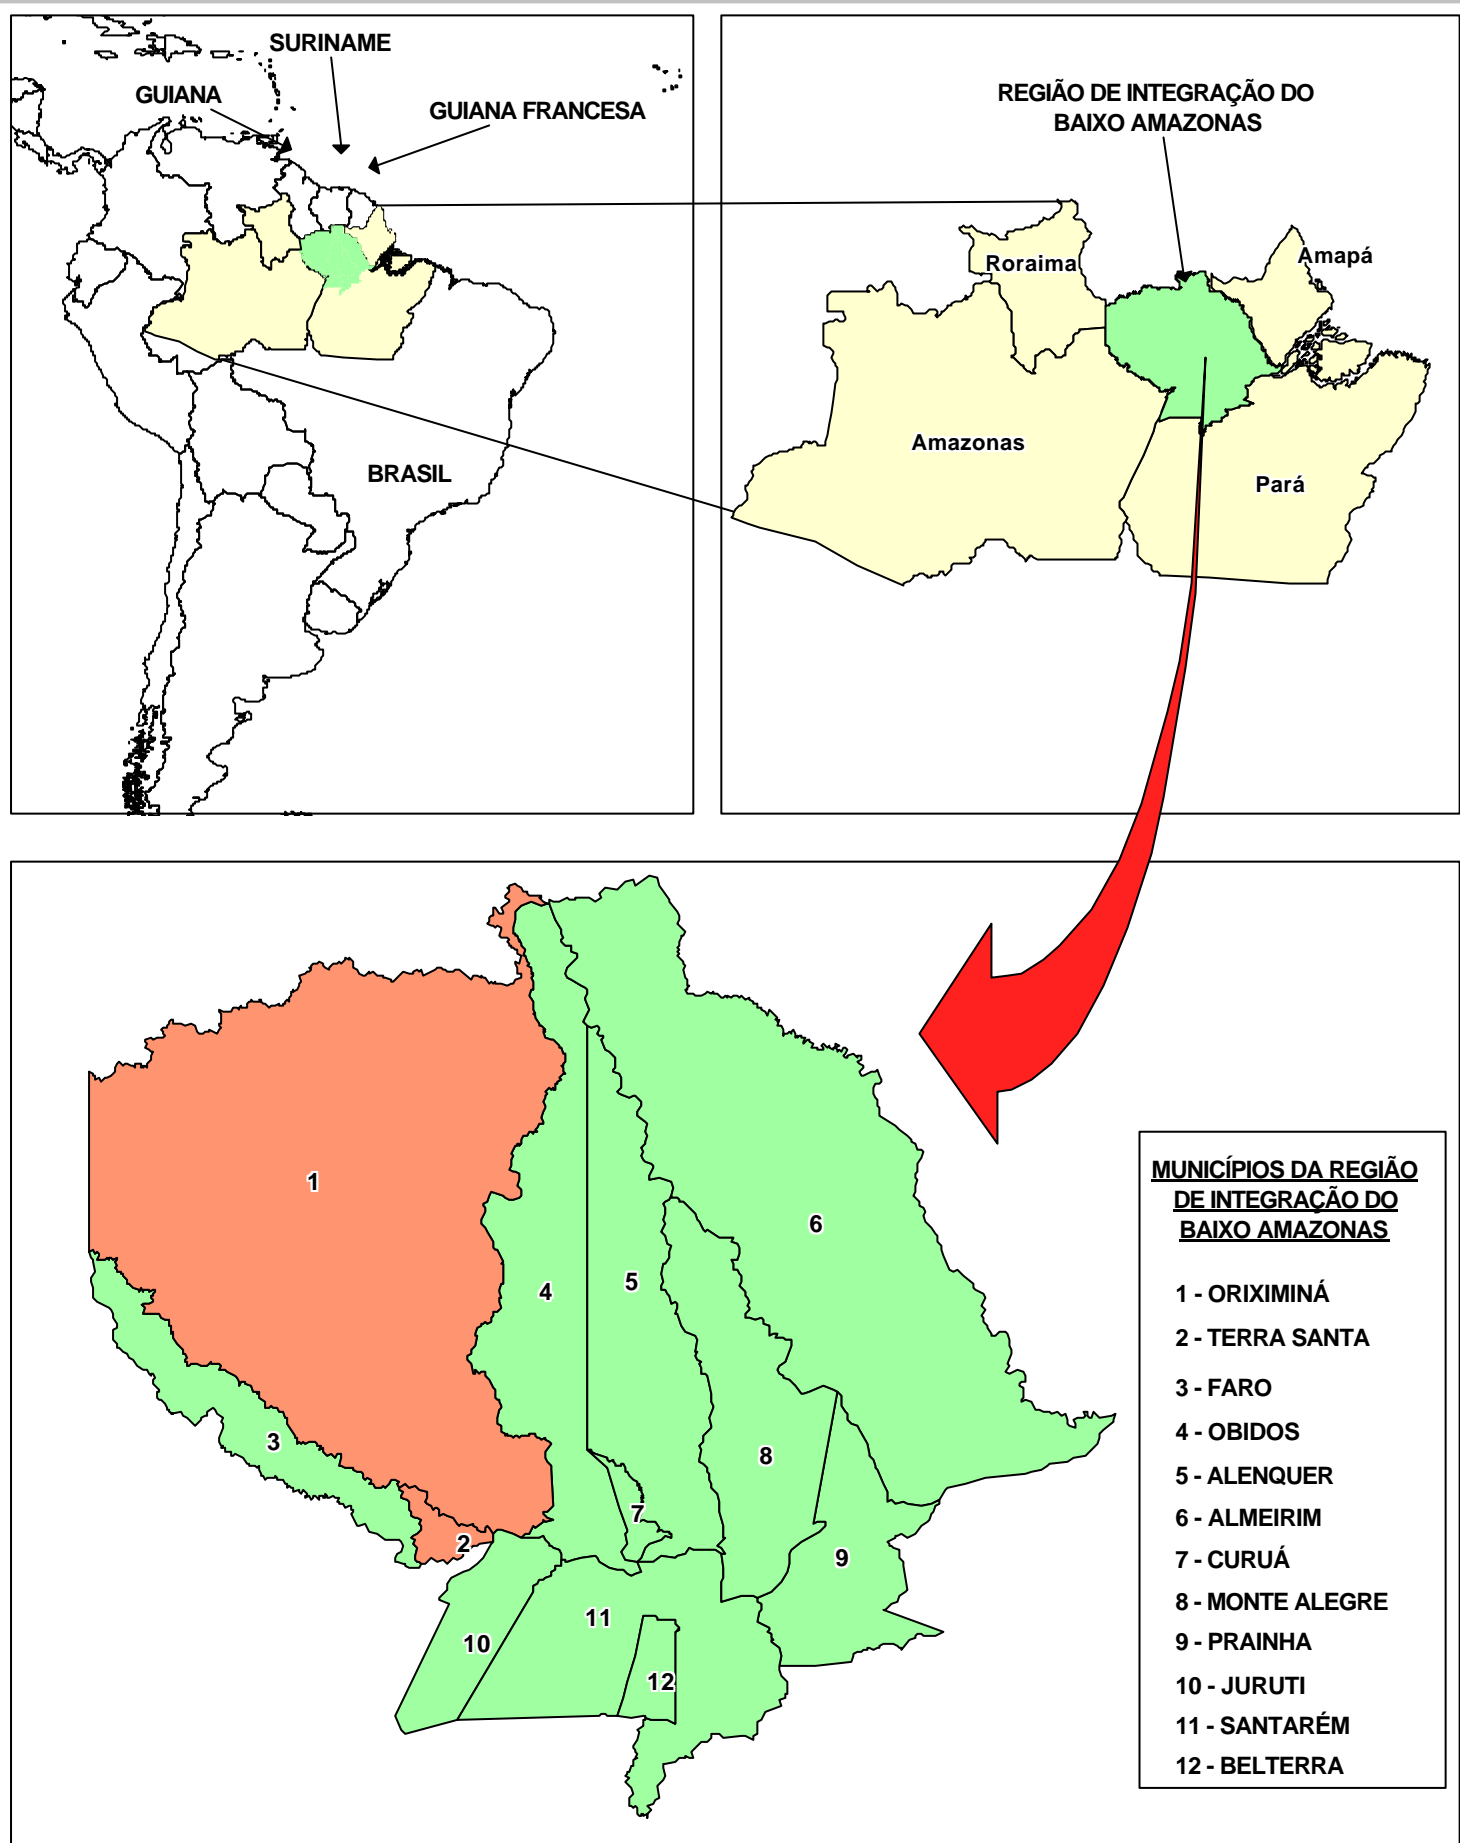 SURINAME
GUIANA
GUIANA FRANCESA
BRASIL
REGIÃO DE INTEGRAÇÃO DO
BAIXO AMAZONAS
Roraima
Amapá
Amazonas
Pará
1
6
4
5
3
8
7
2
9
11
10
12
MUNICÍPIOS DA REGIÃO
DE INTEGRAÇÃO DO
BAIXO AMAZONAS
1 - ORIXIMINÁ
2 - TERRA SANTA
3 - FARO
4 - OBIDOS
5 - ALENQUER
6 - ALMEIRIM
7 - CURUÁ
8 - MONTE ALEGRE
9 - PRAINHA
10 - JURUTI
11 - SANTARÉM
12 - BELTERRA